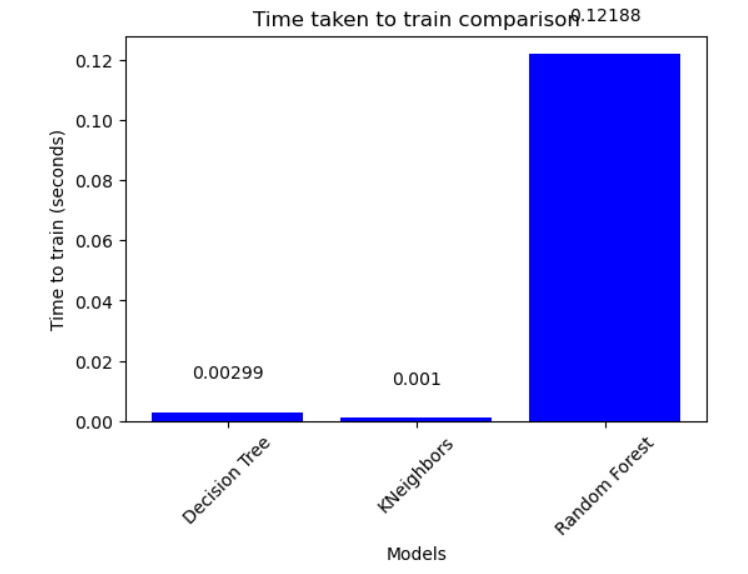 Time taken to train comparison
0.12188
Time to train (seconds)
0.12
0.10
0.08
0.06
0.04
0.02
0.00
0.00299
0.001
Decision Tree
KNeighbors
Random Forest
Models